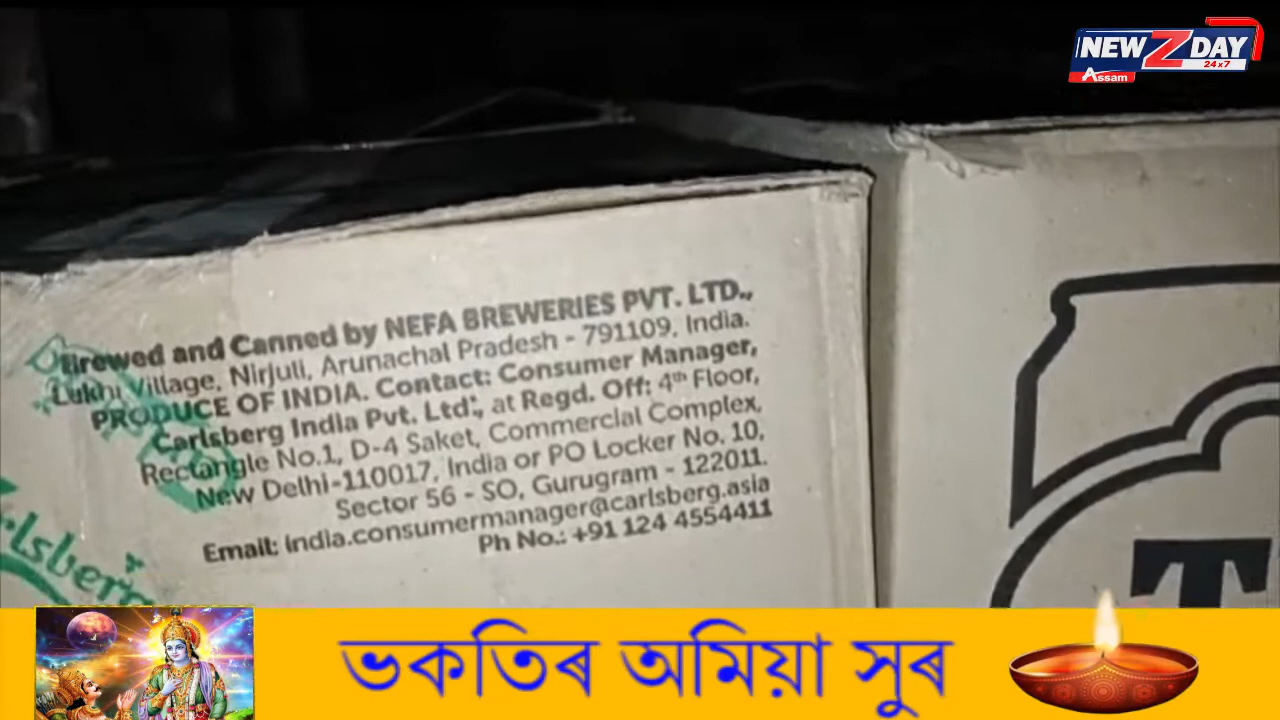 NEWZDAY
24x7
Assam
Brewed and Canned by NEFA BREWERIES PVT. LTD.,
Lukhi Village, Nirjuli, Arunachal Pradesh - 791109, India.
PRODUCE OF INDIA. Contact: Consumer Manager,
Carlsberg India Pvt. Ltd., at Regd. Off: 4th Floor,
Rectangle No.1, D-4 Saket, Commercial Complex,
New Delhi-110017, India or PO Locker No. 10,
Sector 56 - SO, Gurugram - 122011.
Email: india.consumermanager@carlsberg.asia
Ph No.: +91 124 4554411
ভকতিৰ অমিয়া সুৰ